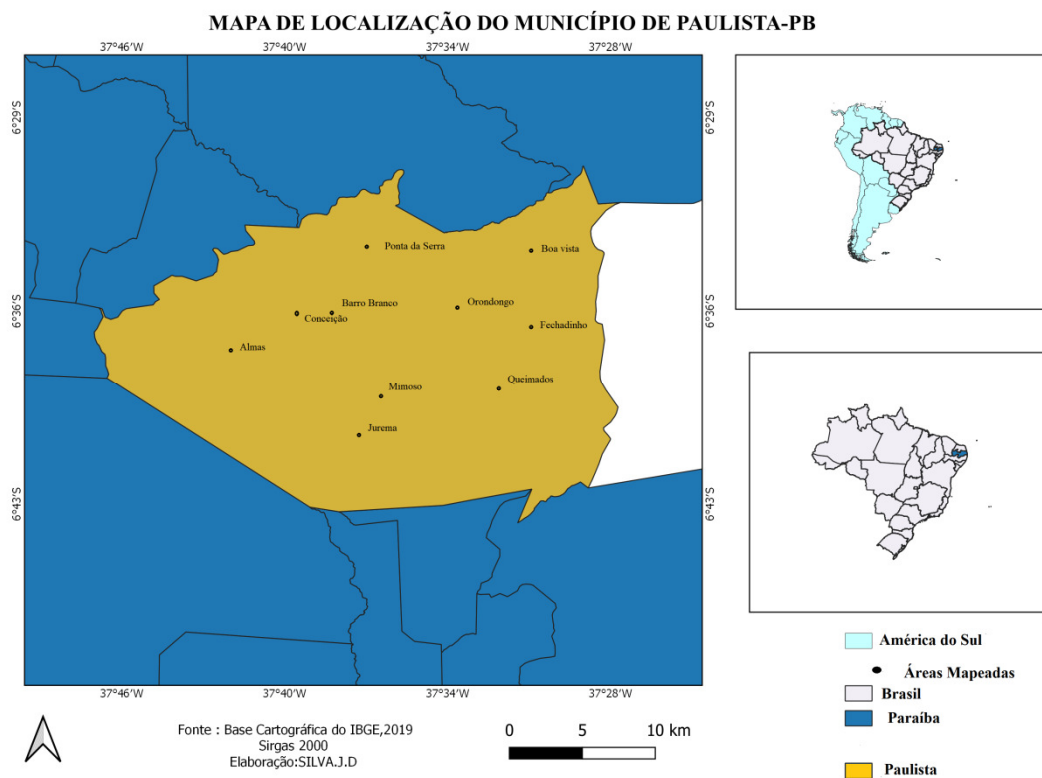 MAPA DE LOCALIZAÇÃO DO MUNICÍPIO DE PAULISTA-PB
37°46'W 37°40'W 37°34'W 37°28'W
6°29'S 6°29'S
Ponta da Serra
Boa vista
6°36'S 6°36'S
Barro Branco
Orondongo
Conceição
Fechadinho
Almas
Mimoso
Queimados
Jurema
6°43'S 6°43'S
37°46'W 37°40'W 37°34'W 37°28'W
América do Sul
Áreas Mapeadas
Brasil
Paraíba
Paulista
Fonte : Base Cartográfica do IBGE,2019
Sirgas 2000
Elaboração:SILVA.J.D
0 5 10 km